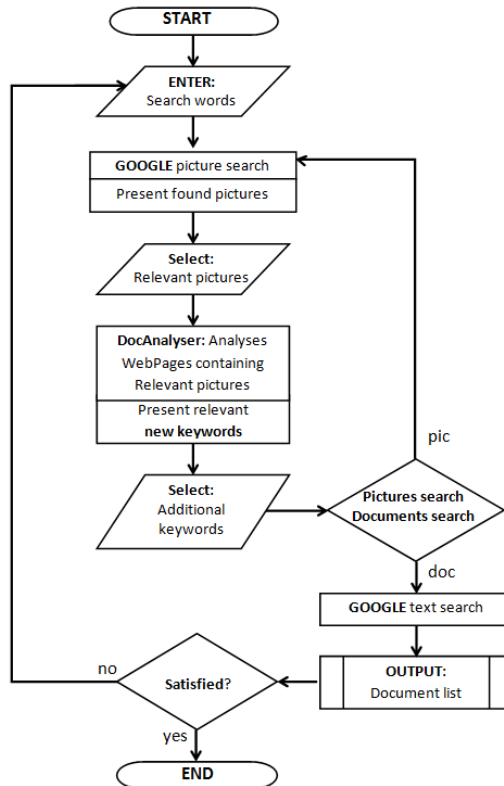 START
ENTER:
Search words
GOOGLE picture search
Present found pictures
Select:
Relevant pictures
DocAnalyser: Analyses
WebPages containing
Relevant pictures
Present relevant
new keywords
pic
Select:
Additional
keywords
Pictures search
Documents search
doc
GOOGLE text search
OUTPUT:
Document list
no
Satisfied?
yes
END